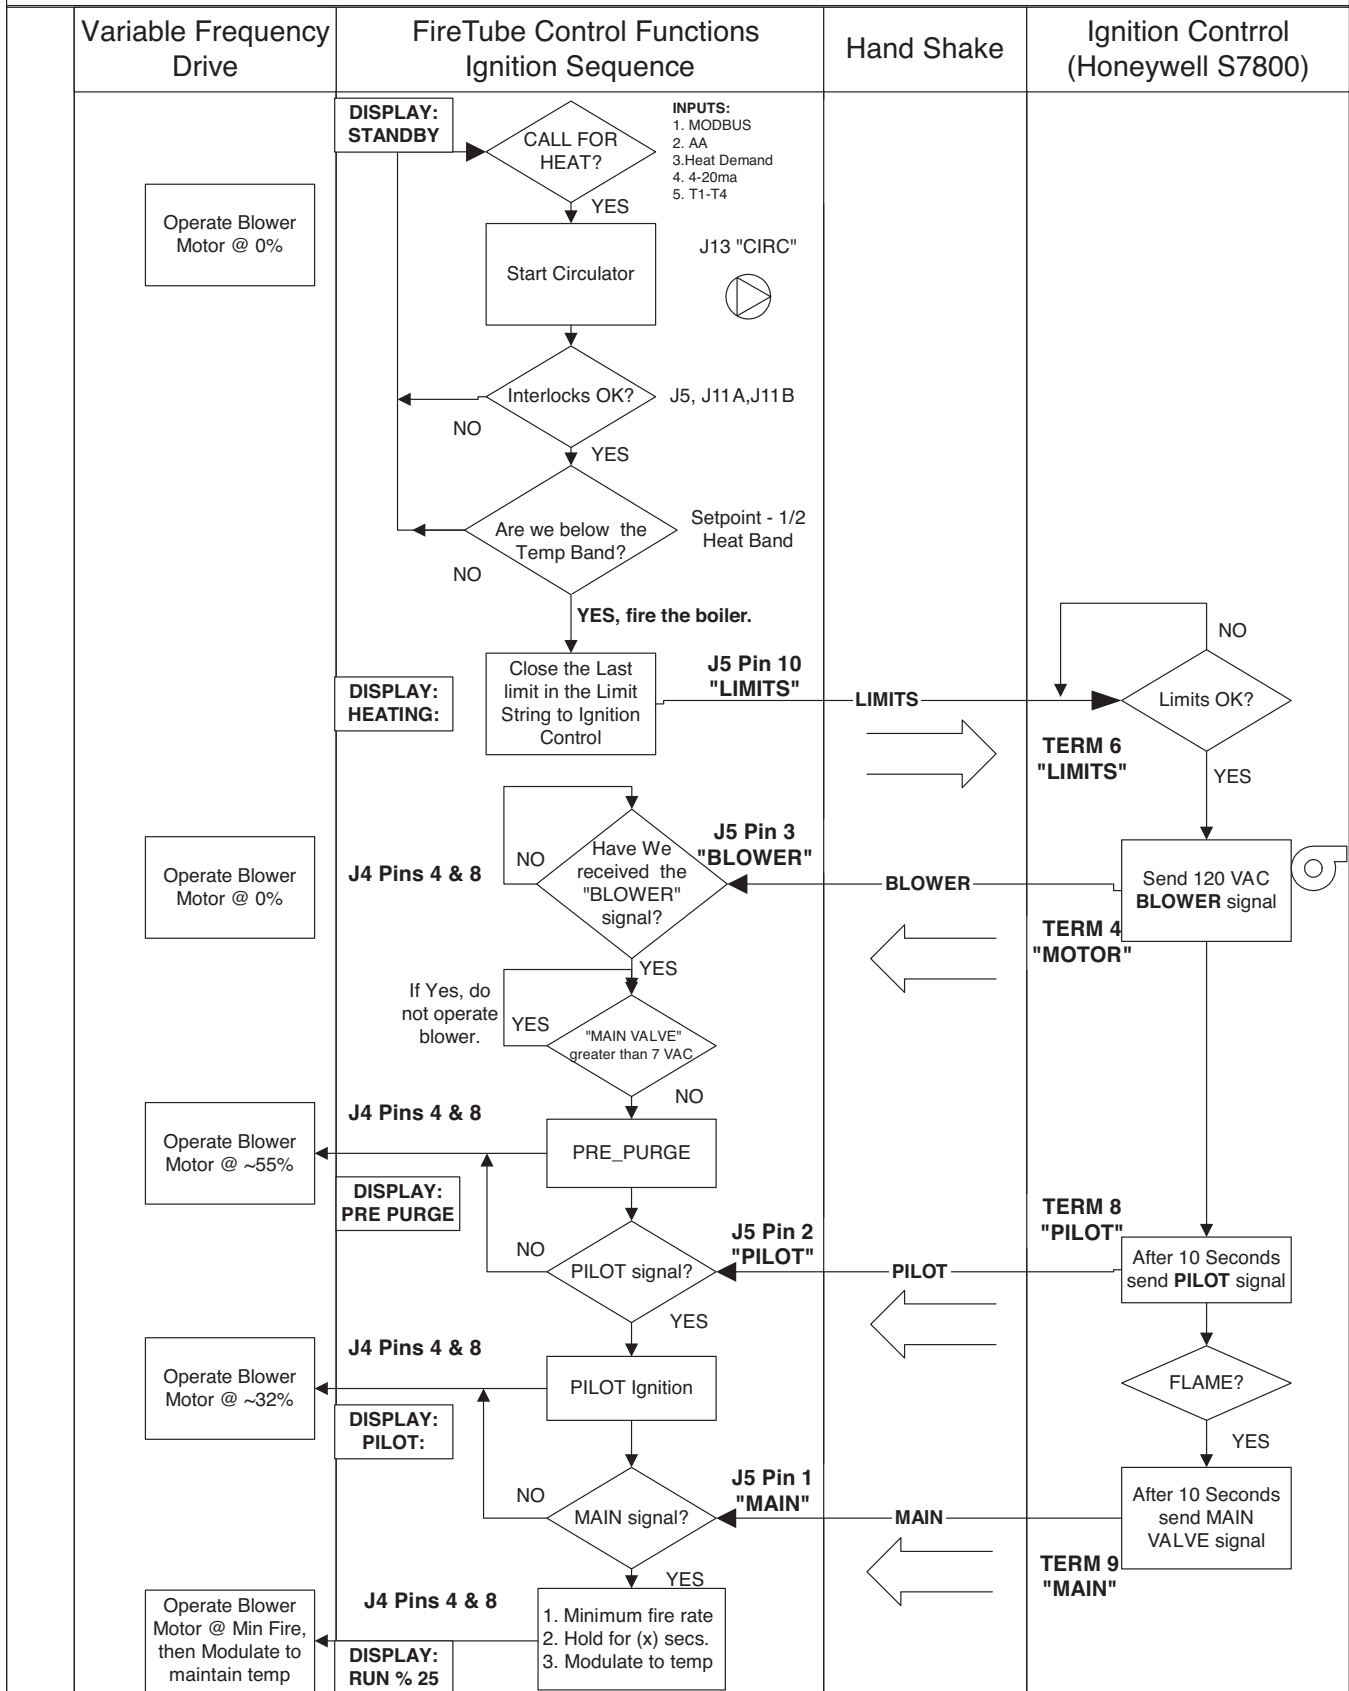 Variable Frequency
Drive
FireTube Control Functions
Ignition Sequence
Hand Shake
Ignition Contrrol
(Honeywell S7800)
DISPLAY:
STANDBY
CALL FOR
HEAT?
INPUTS:
1. MODBUS
2. AA
3.Heat Demand
4. 4-20ma
5. T1-T4
YES
Operate Blower
Motor @ 0%
Start Circulator
J13 "CIRC"
Interlocks OK?
J5, J11A,J11B
NO
YES
Are we below the
Temp Band?
Setpoint - 1/2
Heat Band
NO
YES, fire the boiler.
NO
DISPLAY:
HEATING:
Close the Last
limit in the Limit
String to Ignition
Control
J5 Pin 10
"LIMITS"
LIMITS
Limits OK?
TERM 6
"LIMITS"
YES
Operate Blower
Motor @ 0%
J4 Pins 4 & 8
NO
Have We
received the
"BLOWER"
signal?
J5 Pin 3
"BLOWER"
BLOWER
Send 120 VAC
BLOWER signal
TERM 4
"MOTOR"
YES
If Yes, do
not operate
blower.
YES
"MAIN VALVE"
greater than 7 VAC
NO
J4 Pins 4 & 8
Operate Blower
Motor @ ~55%
PRE_PURGE
DISPLAY:
PRE PURGE
NO
PILOT signal?
J5 Pin 2
"PILOT"
PILOT
TERM 8
"PILOT"
After 10 Seconds
send PILOT signal
YES
J4 Pins 4 & 8
Operate Blower
Motor @ ~32%
PILOT Ignition
FLAME?
DISPLAY:
PILOT:
YES
NO
MAIN signal?
J5 Pin 1
"MAIN"
MAIN
After 10 Seconds
send MAIN
VALVE signal
TERM 9
"MAIN"
YES
J4 Pins 4 & 8
Operate Blower
Motor @ Min Fire,
then Modulate to
maintain temp
1. Minimum fire rate
2. Hold for (x) secs.
3. Modulate to temp
DISPLAY:
RUN % 25